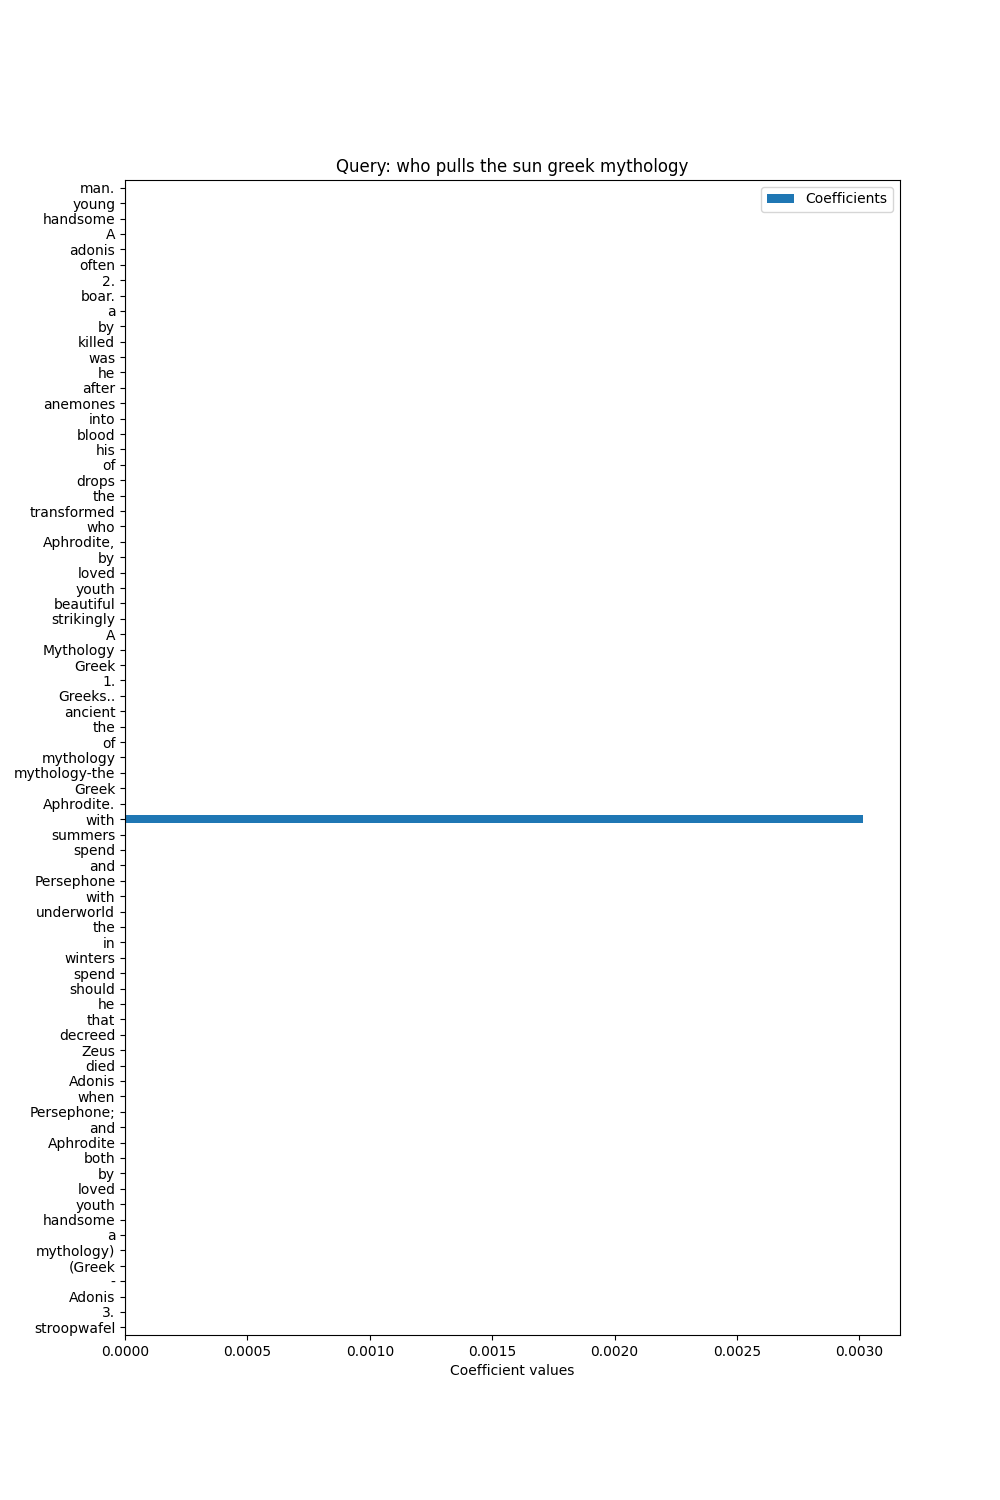 Query: who pulls the sun greek mythology
Coefficients
man.
young
handsome
A
adonis
often
2.
boar.
a
by
killed
was
he
after
anemones
into
blood
his
of
drops
the
transformed
who
Aphrodite,
by
loved
youth
beautiful
strikingly
A
Mythology
Greek
1.
Greeks..
ancient
the
of
mythology
mythology-the
Greek
Aphrodite.
with
summers
spend
and
Persephone
with
underworld
the
in
winters
spend
should
he
that
decreed
Zeus
died
Adonis
when
Persephone;
and
Aphrodite
both
by
loved
youth
handsome
a
mythology)
(Greek
-
Adonis
3.
stroopwafel
0.0000 0.0005 0.0010 0.0015 0.0020 0.0025 0.0030
Coefficient values